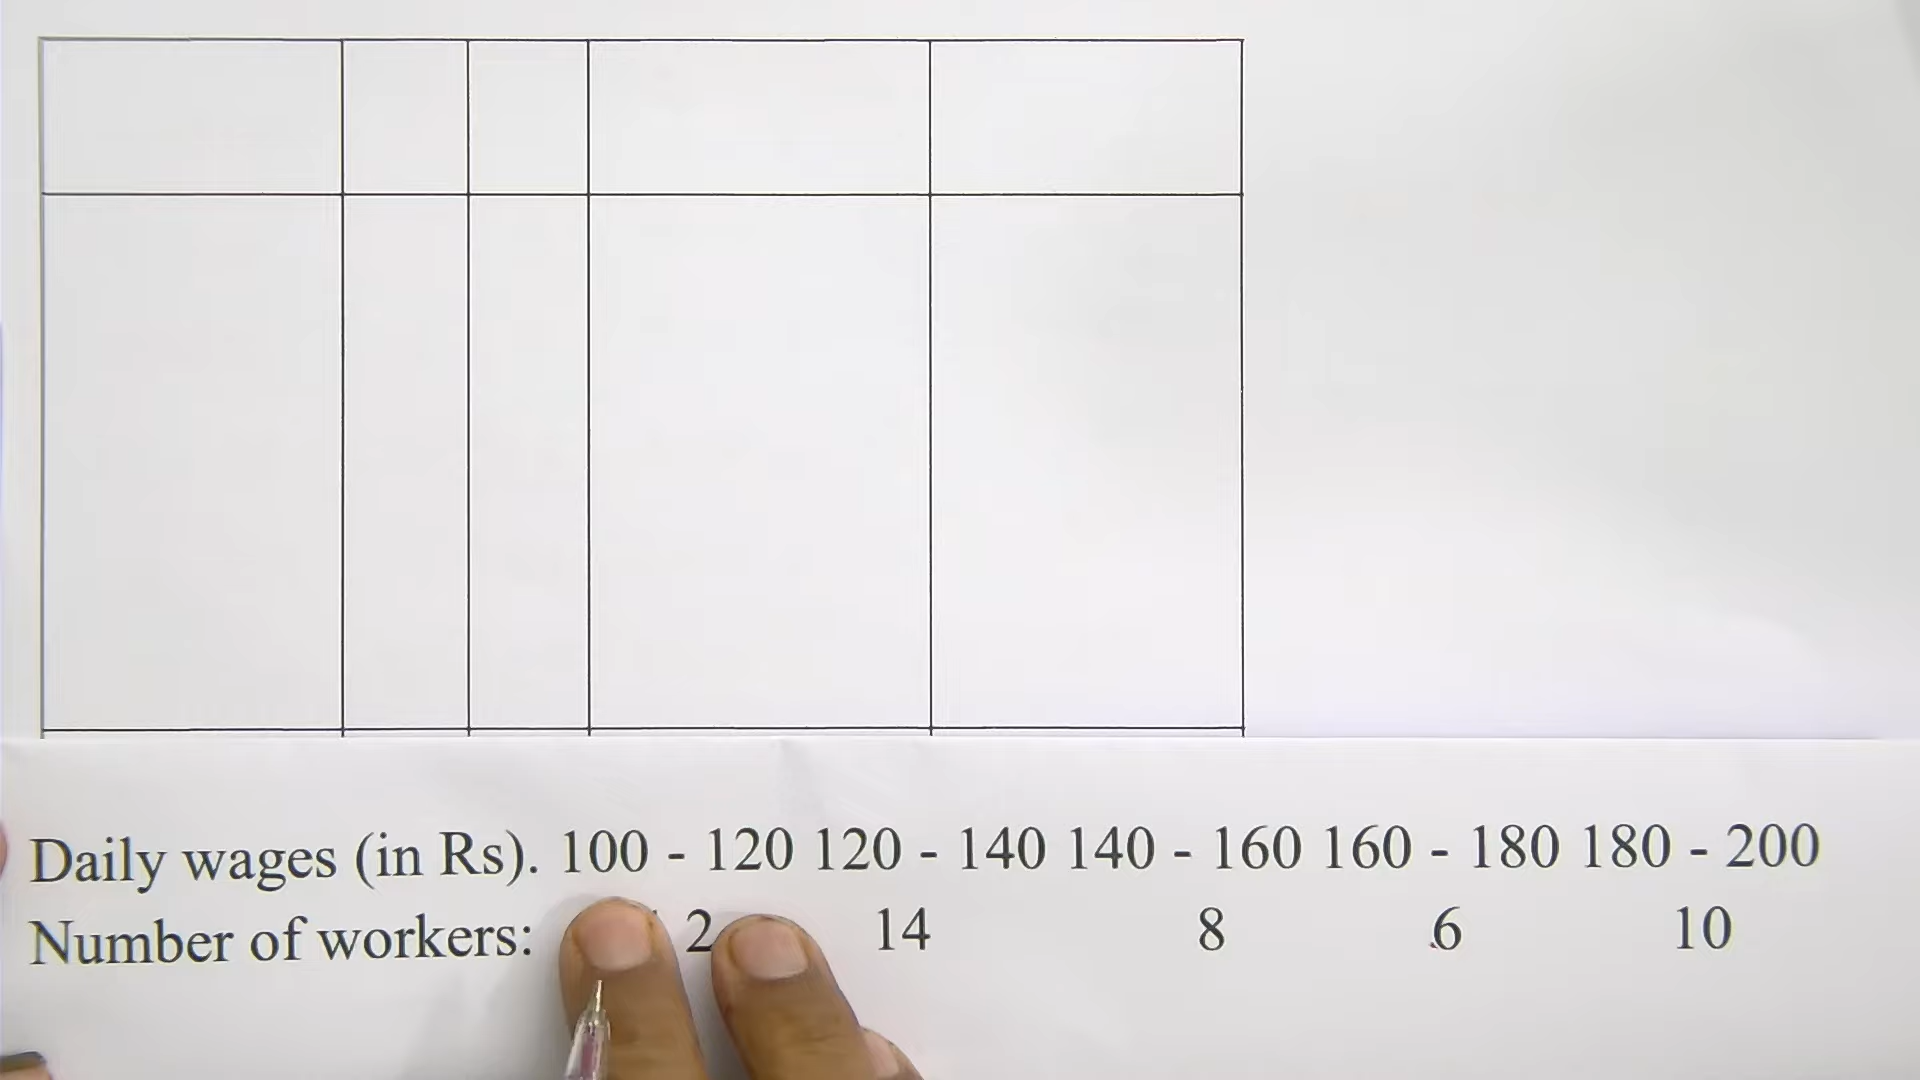 Daily wages (in Rs). 100 - 120 120 - 140 140 - 160 160 - 180 180 - 200
Number of workers: 2 14 8 6 10